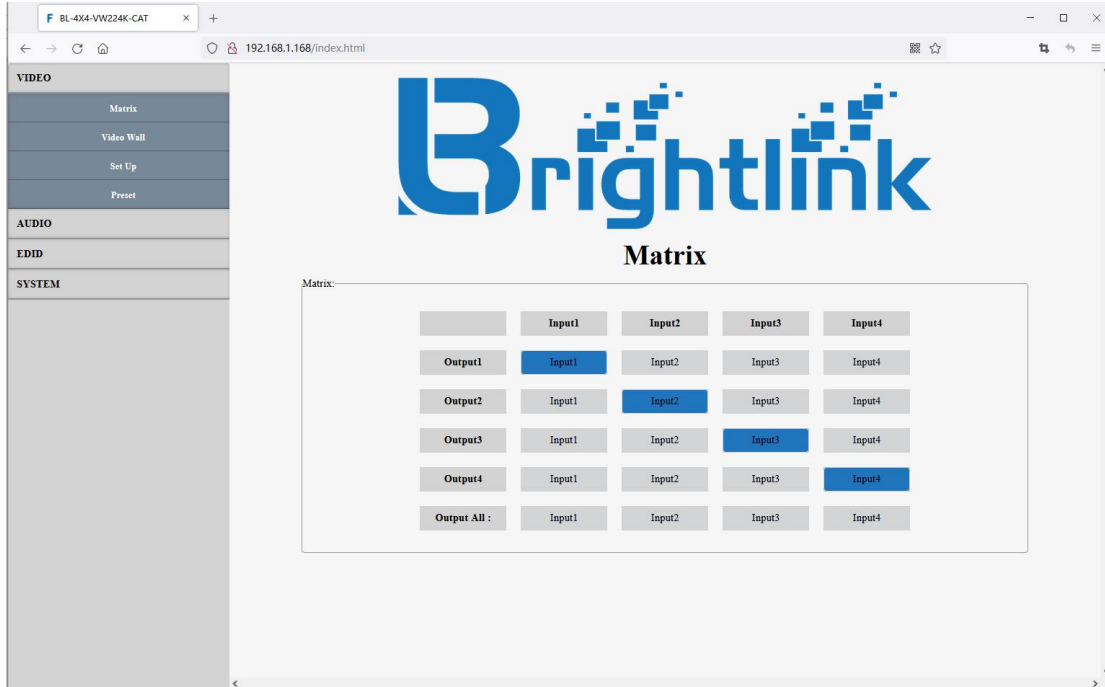 F BL-4X4-VW224K-CAT
192.168.1.168/index.html
VIDEO
Matrix
Video Wall
Set Up
Preset
AUDIO
EDID
SYSTEM
Brightlink
Matrix
Matrix:
Input1 Input2 Input3 Input4
Output1 Input1 Input2 Input3 Input4
Output2 Input1 Input2 Input3 Input4
Output3 Input1 Input2 Input3 Input4
Output4 Input1 Input2 Input3 Input4
Output All : Input1 Input2 Input3 Input4